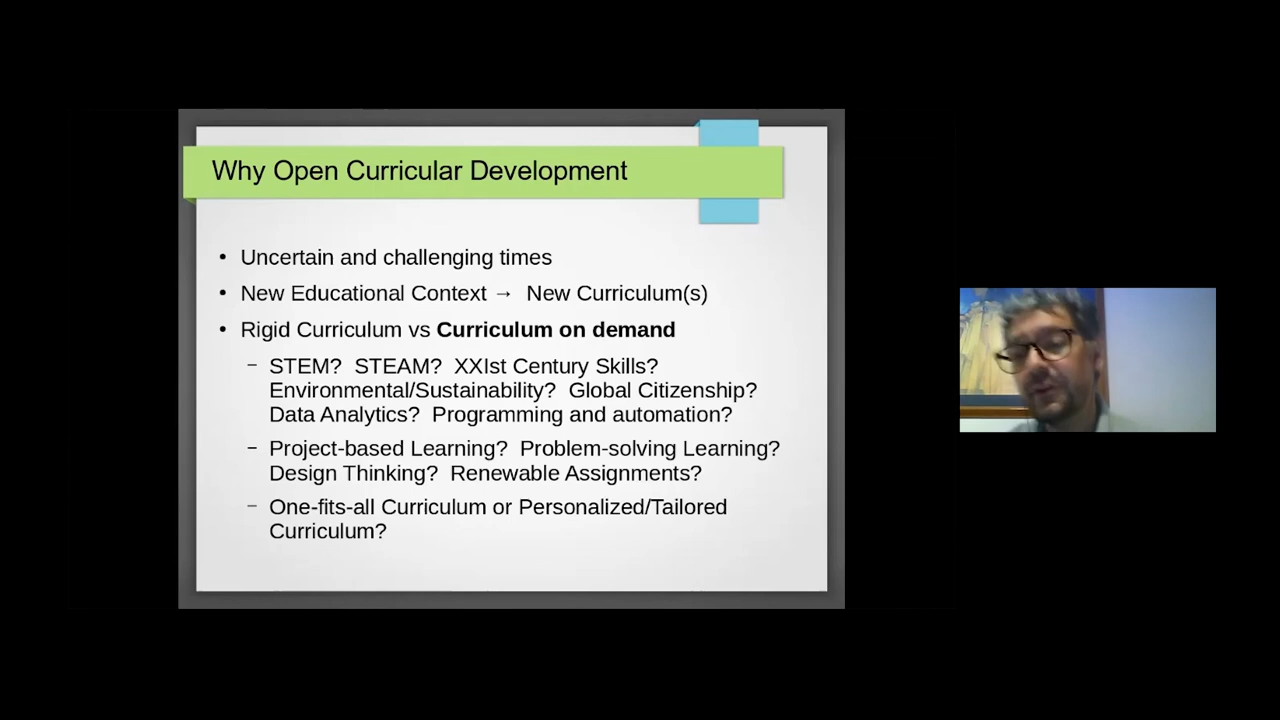 Why Open Curricular Development
• Uncertain and challenging times
• New Educational Context → New Curriculum(s)
• Rigid Curriculum vs Curriculum on demand
– STEM? STEAM? XXIst Century Skills?
Environmental/Sustainability? Global Citizenship?
Data Analytics? Programming and automation?
– Project-based Learning? Problem-solving Learning?
Design Thinking? Renewable Assignments?
– One-fits-all Curriculum or Personalized/Tailored
Curriculum?